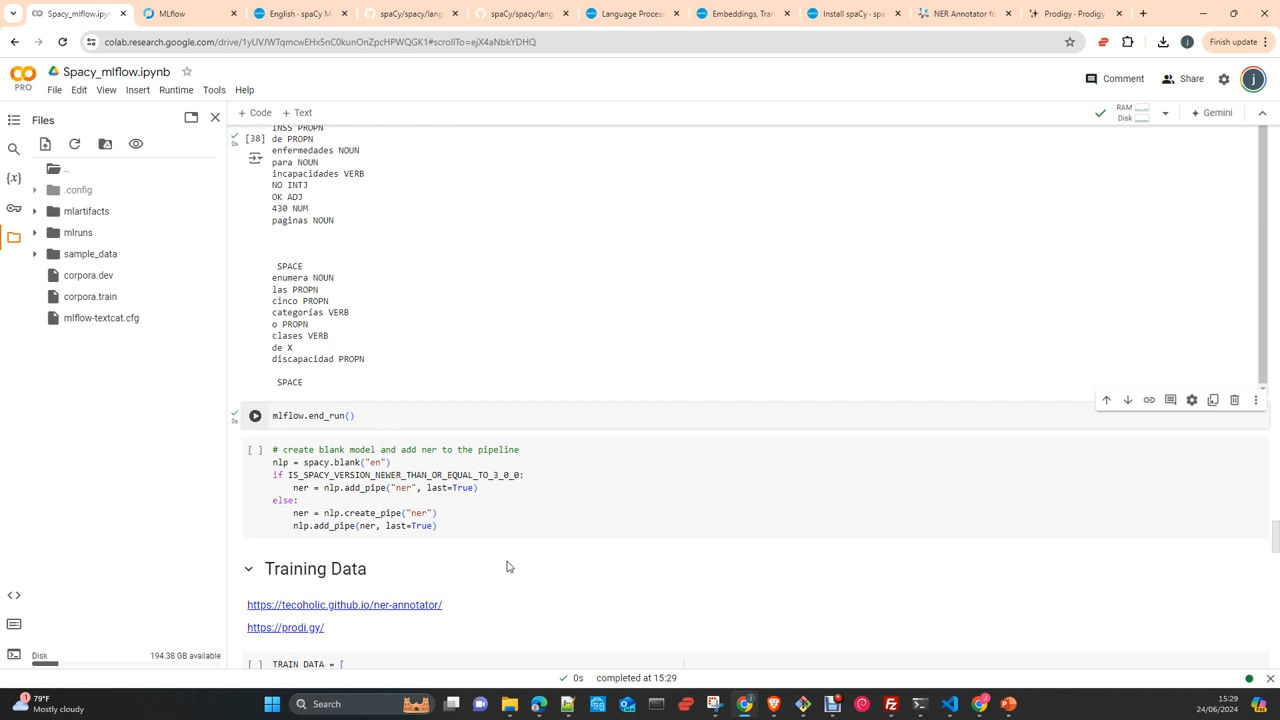 Spacy_mlflow.ipynb
MLflow
English - spaCy M
spaCy/spacy/lang
spaCy/spacy/lang
Language Process
Embeddings, Tran
Install spaCy - spa
NER Annotator fo
Prodigy - Prodigy
colab.research.google.com/drive/1yUVJWTqmcwEHx5nC0kunOnZpcHPWQGK1#scrollTo=ejX4aNbkYDHQ
j
Finish update
CO
PRO
Spacy_mlflow.ipynb
File Edit View Insert Runtime Tools Help
Comment
Share
j
Files
+ Code + Text
RAM
Disk
Gemini
..
.config
mlartifacts
mlruns
sample_data
corpora.dev
corpora.train
mlflow-textcat.cfg
0s
[38]
INSS PROPN
de PROPN
enfermedades NOUN
para NOUN
incapacidades VERB
NO INTJ
OK ADJ
430 NUM
paginas NOUN
SPACE
enumera NOUN
las PROPN
cinco PROPN
categorías VERB
o PROPN
clases VERB
de X
discapacidad PROPN
SPACE
0s
mlflow.end_run()
[ ]
# create blank model and add ner to the pipeline
nlp = spacy.blank("en")
if IS_SPACY_VERSION_NEWER_THAN_OR_EQUAL_TO_3_0_0:
ner = nlp.add_pipe("ner", last=True)
else:
ner = nlp.create_pipe("ner")
nlp.add_pipe(ner, last=True)
Training Data
https://tecoholic.github.io/ner-annotator/
https://prodi.gy/
[ ] TRAIN_DATA = [
Disk 194.38 GB available
0s completed at 15:29
1
79°F
Mostly cloudy
Search
15:29
24/06/2024